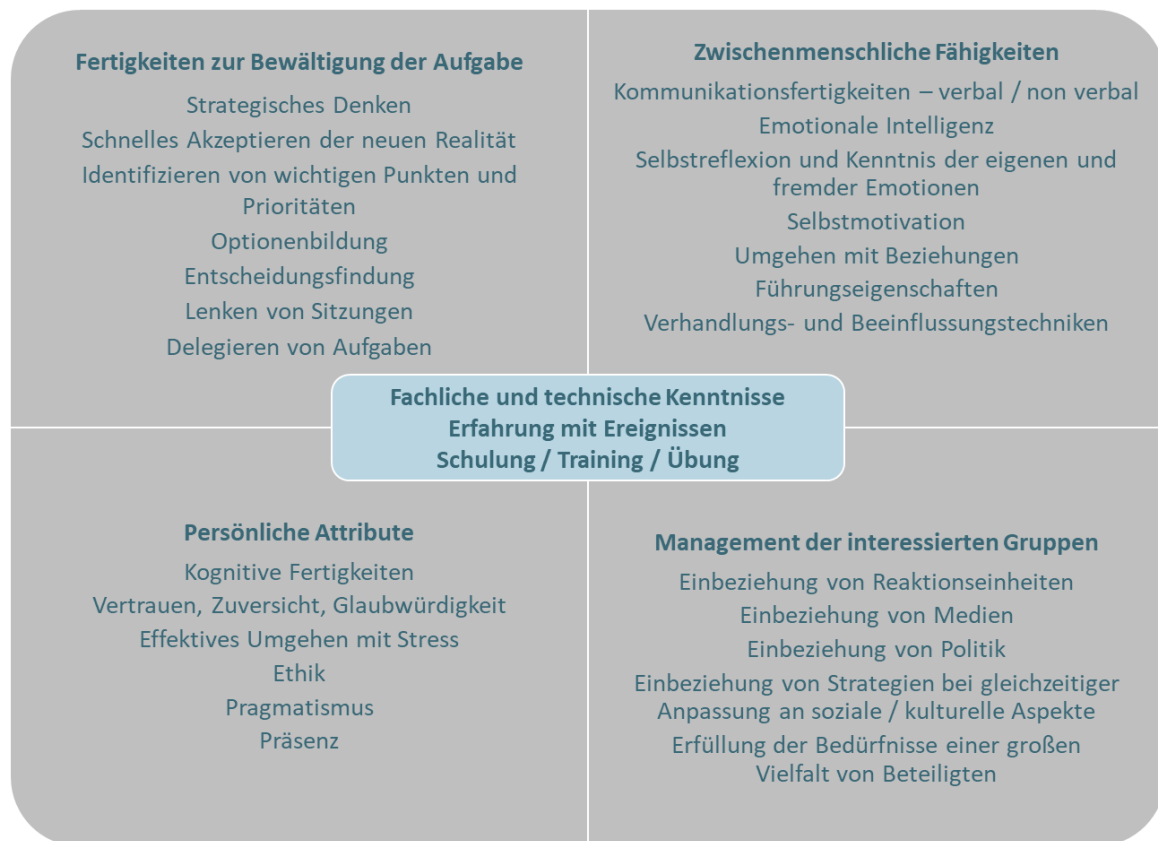 Fertigkeiten zur Bewältigung der Aufgabe
Strategisches Denken
Schnelles Akzeptieren der neuen Realität
Identifizieren von wichtigen Punkten und
Prioritäten
Optionenbildung
Entscheidungsfindung
Lenken von Sitzungen
Delegieren von Aufgaben
Zwischenmenschliche Fähigkeiten
Kommunikationsfertigkeiten – verbal / non verbal
Emotionale Intelligenz
Selbstreflexion und Kenntnis der eigenen und
fremder Emotionen
Selbstmotivation
Umgehen mit Beziehungen
Führungseigenschaften
Verhandlungs- und Beeinflussungstechniken
Fachliche und technische Kenntnisse
Erfahrung mit Ereignissen
Schulung / Training / Übung
Persönliche Attribute
Kognitive Fertigkeiten
Vertrauen, Zuversicht, Glaubwürdigkeit
Effektives Umgehen mit Stress
Ethik
Pragmatismus
Präsenz
Management der interessierten Gruppen
Einbeziehung von Reaktionseinheiten
Einbeziehung von Medien
Einbeziehung von Politik
Einbeziehung von Strategien bei gleichzeitiger
Anpassung an soziale / kulturelle Aspekte
Erfüllung der Bedürfnisse einer großen
Vielfalt von Beteiligten